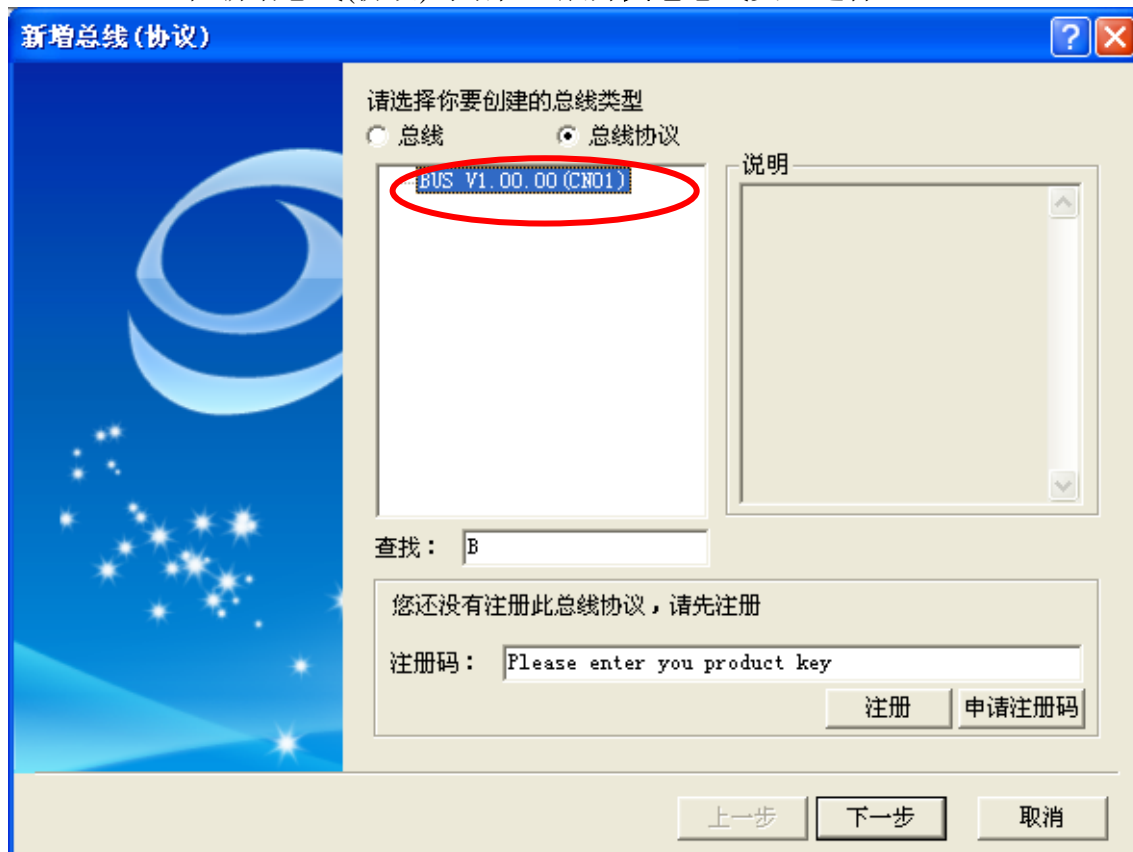 新增总线(协议)
请选择你要创建的总线类型
总线 总线协议
BUS V1.00.00(CN01)
说明
查找： B
您还没有注册此总线协议，请先注册
注册码： Please enter you product key
注册 申请注册码
上一步 下一步 取消